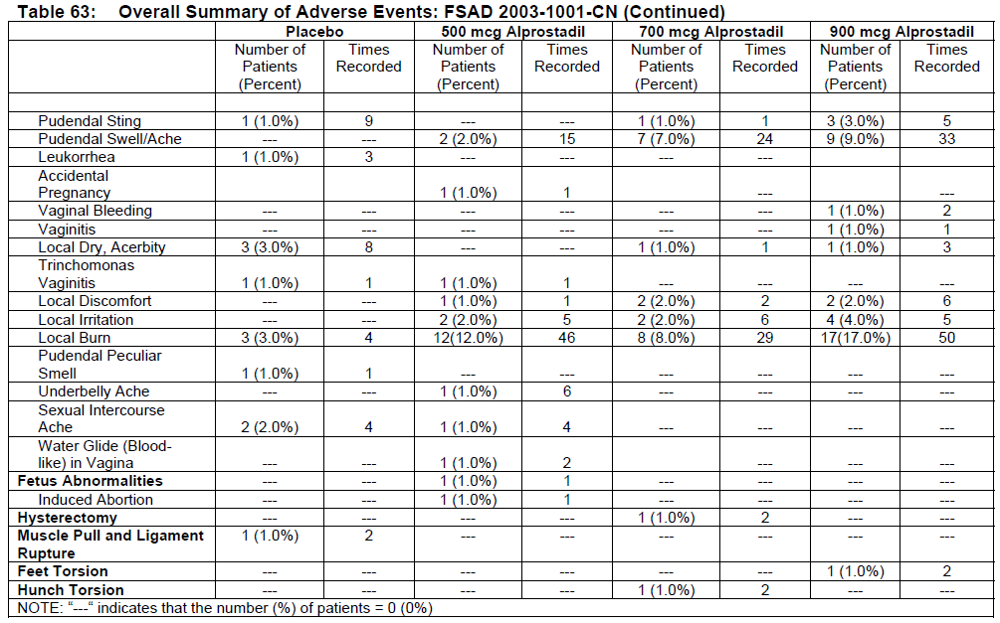 Table 63: Overall Summary of Adverse Events: FSAD 2003-1001-CN (Continued)
Placebo 500 mcg Alprostadil 700 mcg Alprostadil 900 mcg Alprostadil
Number of Times Number of Times Number of Times Number of Times
Patients Recorded Patients Recorded Patients Recorded Patients Recorded
(Percent) (Percent) (Percent) (Percent)
Pudendal Sting 1 (1.0%) 9 --- --- 1 (1.0%) 1 3 (3.0%) 5
Pudendal Swell/Ache --- --- 2 (2.0%) 15 7 (7.0%) 24 9 (9.0%) 33
Leukorrhea 1 (1.0%) 3 --- --- --- ---
Accidental
Pregnancy 1 (1.0%) 1 --- ---
Vaginal Bleeding --- --- --- --- --- --- 1 (1.0%) 2
Vaginitis --- --- --- --- --- --- 1 (1.0%) 1
Local Dry, Acerbity 3 (3.0%) 8 --- --- 1 (1.0%) 1 1 (1.0%) 3
Trinchomonas
Vaginitis 1 (1.0%) 1 1 (1.0%) 1 --- --- --- ---
Local Discomfort --- --- 1 (1.0%) 1 2 (2.0%) 2 2 (2.0%) 6
Local Irritation --- --- 2 (2.0%) 5 2 (2.0%) 6 4 (4.0%) 5
Local Burn 3 (3.0%) 4 12(12.0%) 46 8 (8.0%) 29 17(17.0%) 50
Pudendal Peculiar
Smell 1 (1.0%) 1 --- --- --- --- --- ---
Underbelly Ache --- --- 1 (1.0%) 6 --- --- --- ---
Sexual Intercourse
Ache 2 (2.0%) 4 1 (1.0%) 4 --- --- --- ---
Water Glide (Blood-
like) in Vagina --- --- 1 (1.0%) 2 --- --- ---
Fetus Abnormalities --- --- 1 (1.0%) 1 --- --- --- ---
Induced Abortion --- --- 1 (1.0%) 1 --- --- --- ---
Hysterectomy --- --- --- --- 1 (1.0%) 2 --- ---
Muscle Pull and Ligament 1 (1.0%) 2 --- --- --- --- --- ---
Rupture
Feet Torsion --- --- --- --- --- --- 1 (1.0%) 2
Hunch Torsion --- --- --- --- 1 (1.0%) 2 --- ---
NOTE: "---" indicates that the number (%) of patients = 0 (0%)